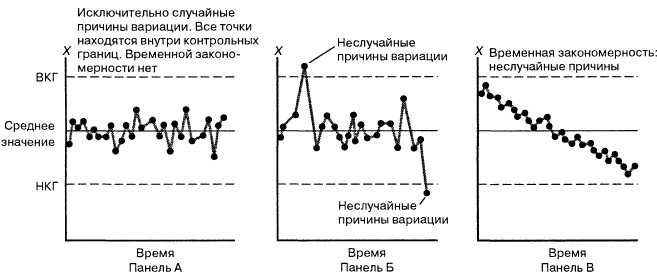 Исключительно случайные
причины вариации. Все точки
находятся внутри контрольных
границ. Временной законо-
мерности нет
X
ВКГ
Среднее
значение
НКГ
Время
Панель А
X
Неслучайные
причины вариации
Неслучайные
причины вариации
Время
Панель Б
X
Временная закономерность:
неслучайные причины
Время
Панель В